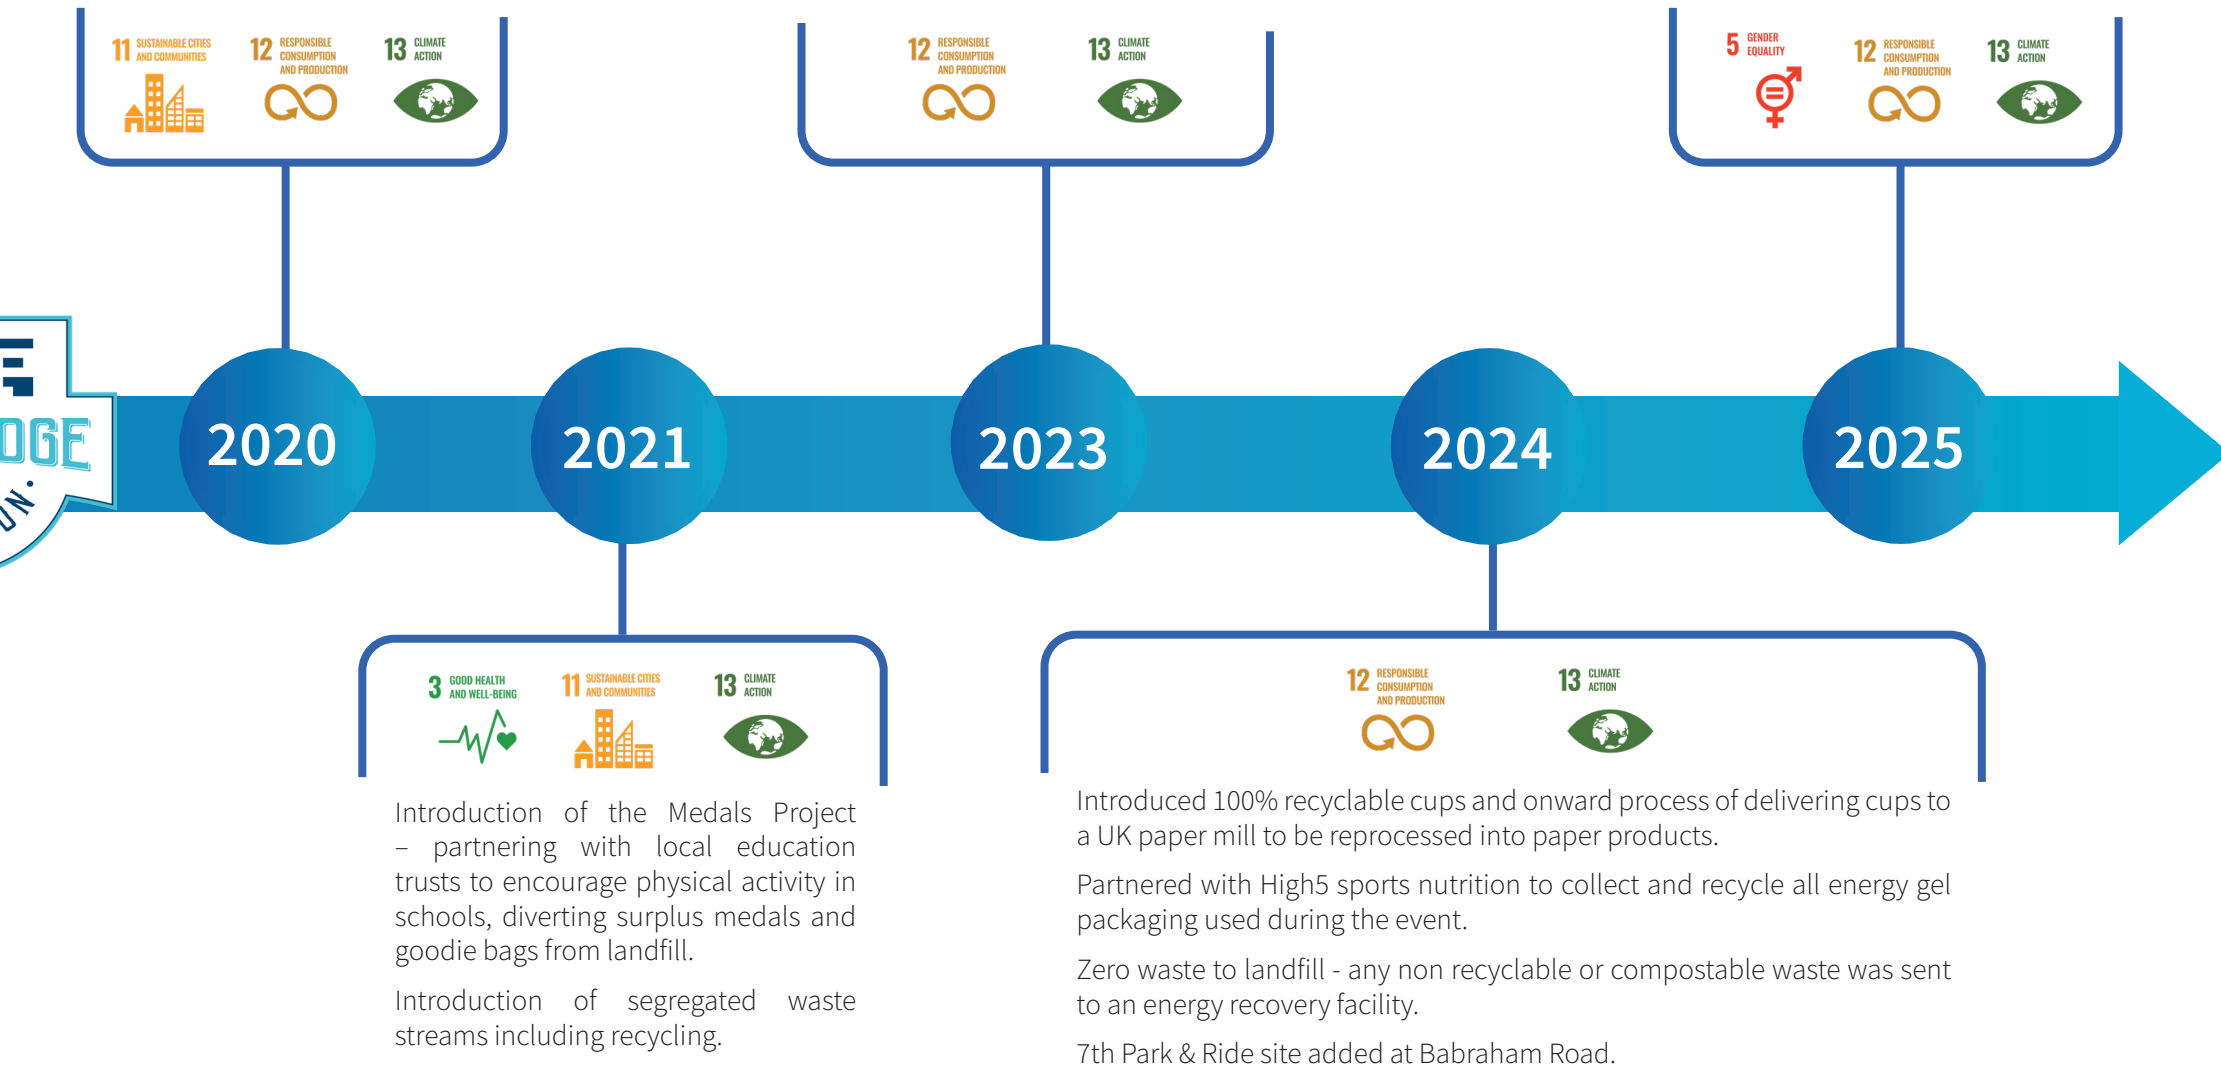 11 SUSTAINABLE CITIES
AND COMMUNITIES
12 RESPONSIBLE
CONSUMPTION
AND PRODUCTION
13 CLIMATE
ACTION
12 RESPONSIBLE
CONSUMPTION
AND PRODUCTION
13 CLIMATE
ACTION
5 GENDER
EQUALITY
12 RESPONSIBLE
CONSUMPTION
AND PRODUCTION
13 CLIMATE
ACTION
DGE
UN.
2020
2021
2023
2024
2025
3 GOOD HEALTH
AND WELL-BEING
11 SUSTAINABLE CITIES
AND COMMUNITIES
13 CLIMATE
ACTION
Introduction of the Medals Project
– partnering with local education
trusts to encourage physical activity in
schools, diverting surplus medals and
goodie bags from landfill.
Introduction of segregated waste
streams including recycling.
12 RESPONSIBLE
CONSUMPTION
AND PRODUCTION
13 CLIMATE
ACTION
Introduced 100% recyclable cups and onward process of delivering cups to
a UK paper mill to be reprocessed into paper products.
Partnered with High5 sports nutrition to collect and recycle all energy gel
packaging used during the event.
Zero waste to landfill - any non recyclable or compostable waste was sent
to an energy recovery facility.
7th Park & Ride site added at Babraham Road.